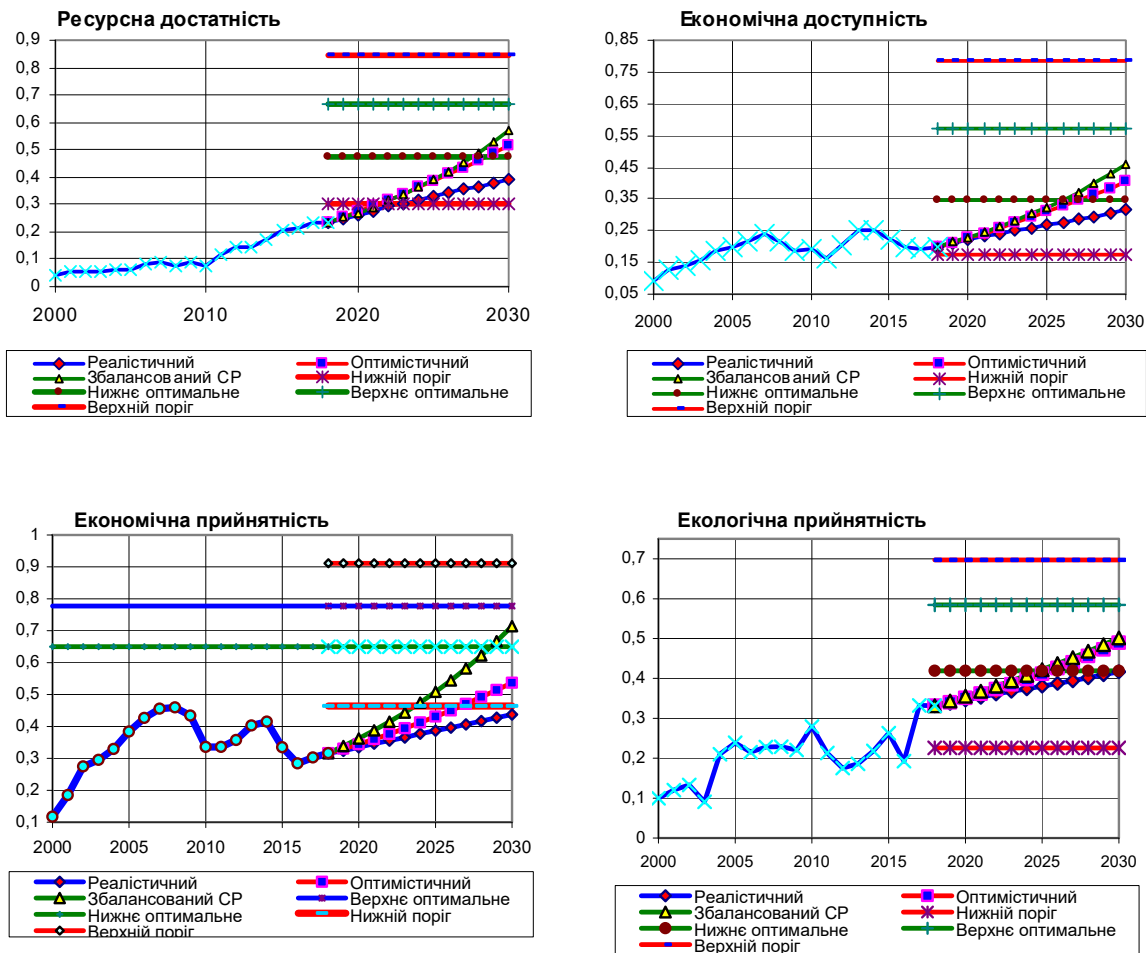 Ресурсна достатність
0,9
0,8
0,7
0,6
0,5
0,4
0,3
0,2
0,1
0
2000 2010 2020 2030
Реалістичний Оптимістичний
Збалансований СР Нижній поріг
Нижнє оптимальне Верхнє оптимальне
Верхній поріг
Економічна доступність
0,85
0,75
0,65
0,55
0,45
0,35
0,25
0,15
0,05
2000 2005 2010 2015 2020 2025 2030
Реалістичний Оптимістичний
Збалансований СР Нижній поріг
Нижнє оптимальне Верхнє оптимальне
Верхній поріг
Економічна прийнятність
1
0,9
0,8
0,7
0,6
0,5
0,4
0,3
0,2
0,1
2000 2005 2010 2015 2020 2025 2030
Реалістичний Оптимістичний
Збалансований СР Верхнє оптимальне
Нижнє оптимальне Нижній поріг
Верхній поріг
Екологічна прийнятність
0,7
0,6
0,5
0,4
0,3
0,2
0,1
0
2000 2005 2010 2015 2020 2025 2030
Реалістичний Оптимістичний
Збалансований СР Нижній поріг
Нижнє оптимальне Верхнє оптимальне
Верхній поріг